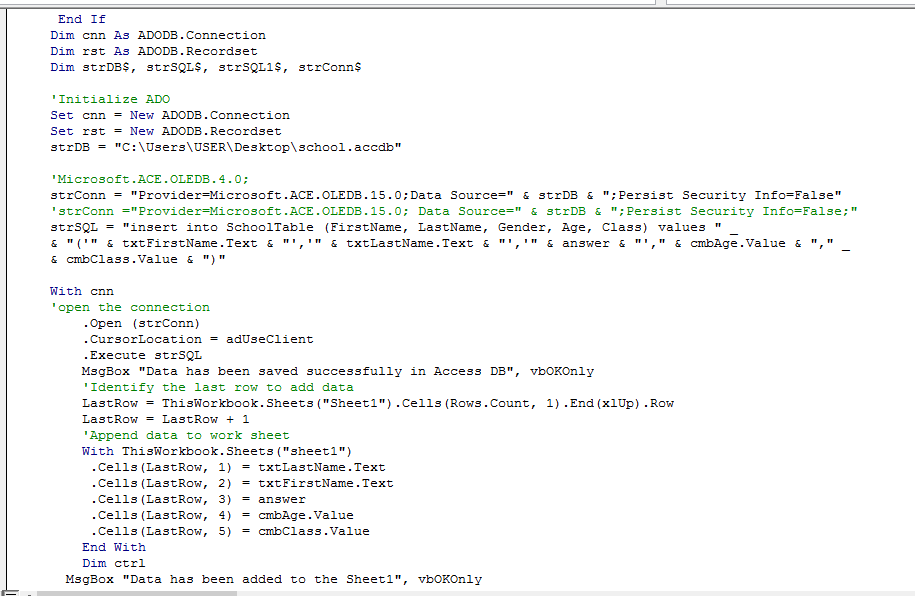 End If
Dim cnn As ADODB.Connection
Dim rst As ADODB.Recordset
Dim strDB$, strSQL$, strSQL1$, strConn$
'Initialize ADO
Set cnn = New ADODB.Connection
Set rst = New ADODB.Recordset
strDB = "C:\Users\USER\Desktop\school.accdb"
'Microsoft.ACE.OLEDB.4.0;
strConn = "Provider=Microsoft.ACE.OLEDB.15.0;Data Source=" & strDB & ";Persist Security Info=False"
'strConn ="Provider=Microsoft.ACE.OLEDB.15.0; Data Source=" & strDB & ";Persist Security Info=False;"
strSQL = "insert into SchoolTable (FirstName, LastName, Gender, Age, Class) values " _
& "('" & txtFirstName.Text & "','" & txtLastName.Text & "','" & answer & "'," & cmbAge.Value & "," _
& cmbClass.Value & ")"
With cnn
'open the connection
.Open (strConn)
.CursorLocation = adUseClient
.Execute strSQL
MsgBox "Data has been saved successfully in Access DB", vbOKOnly
'Identify the last row to add data
LastRow = ThisWorkbook.Sheets("Sheet1").Cells(Rows.Count, 1).End(xlUp).Row
LastRow = LastRow + 1
'Append data to work sheet
With ThisWorkbook.Sheets("sheet1")
.Cells(LastRow, 1) = txtLastName.Text
.Cells(LastRow, 2) = txtFirstName.Text
.Cells(LastRow, 3) = answer
.Cells(LastRow, 4) = cmbAge.Value
.Cells(LastRow, 5) = cmbClass.Value
End With
Dim ctrl
MsgBox "Data has been added to the Sheet1", vbOKOnly